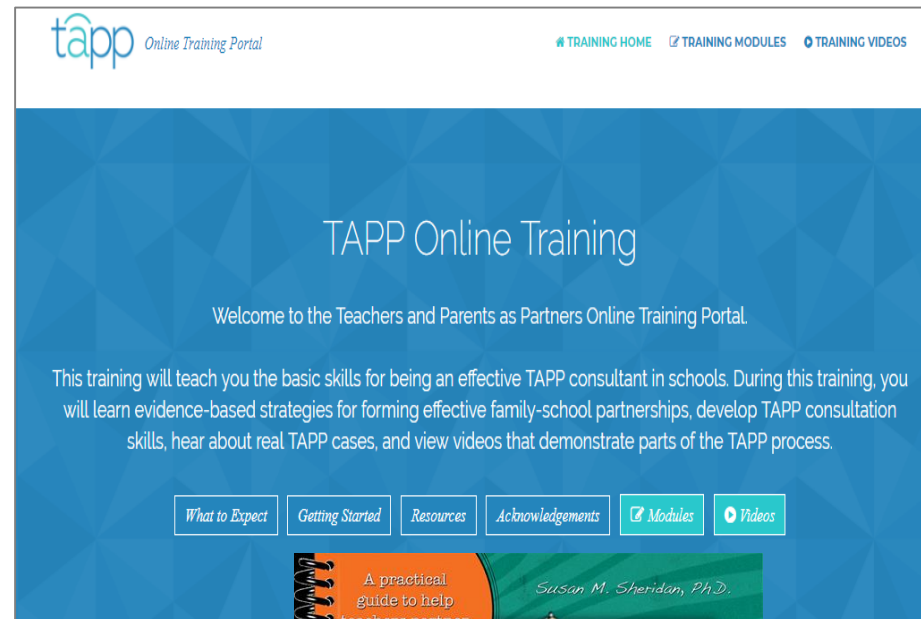 tapp Online Training Portal
TRAINING HOME TRAINING MODULES TRAINING VIDEOS
TAPP Online Training
Welcome to the Teachers and Parents as Partners Online Training Portal.
This training will teach you the basic skills for being an effective TAPP consultant in schools. During this training, you
will learn evidence-based strategies for forming effective family-school partnerships, develop TAPP consultation
skills, hear about real TAPP cases, and view videos that demonstrate parts of the TAPP process.
What to Expect Getting Started Resources Acknowledgements Modules Videos
A practical
guide to help
teachers partner
Susan M. Sheridan, Ph.D.